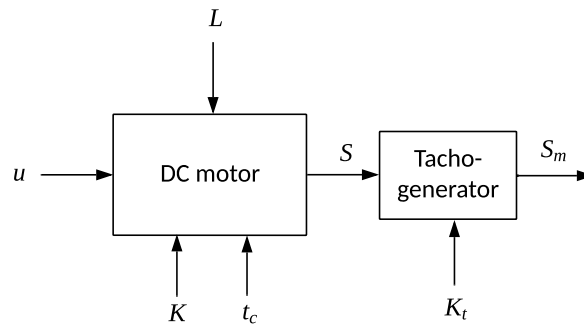 L
u
DC motor
S
Tacho-
generator
S_m
K
t_c
K_t